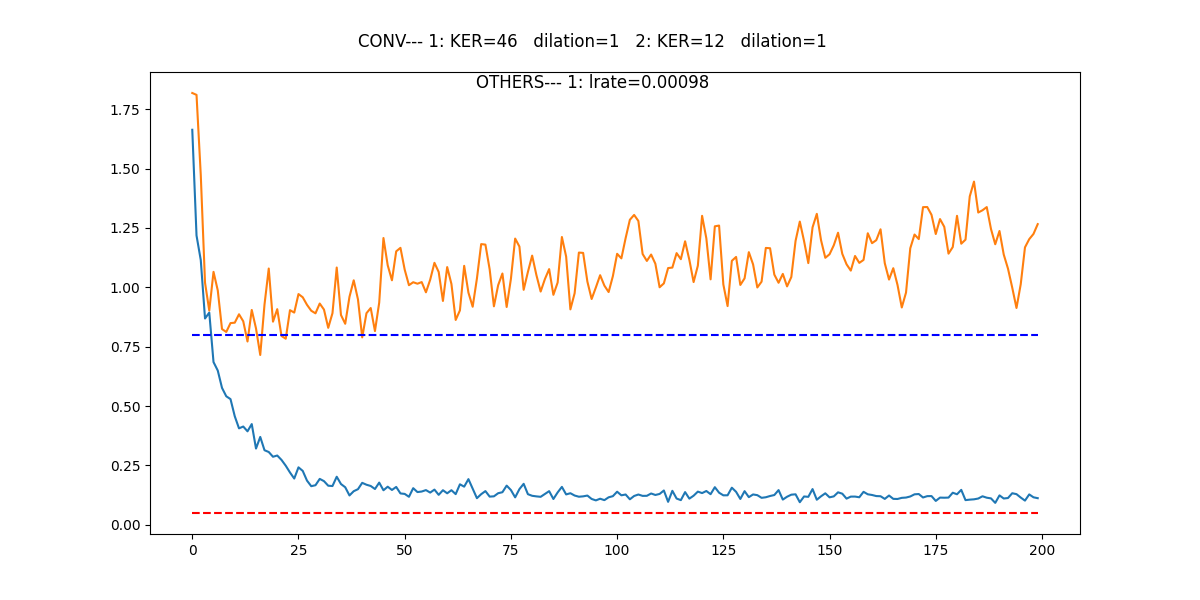 CONV--- 1: KER=46   dilation=1   2: KER=12   dilation=1
OTHERS--- 1: lrate=0.00098
1.75
1.50
1.25
1.00
0.75
0.50
0.25
0.00
0 25 50 75 100 125 150 175 200